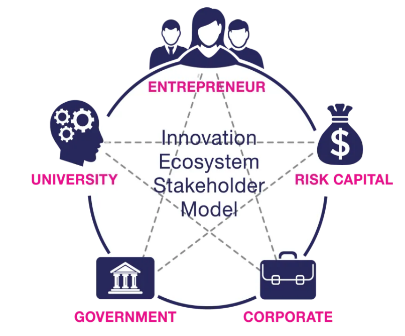 ENTREPRENEUR
Innovation
Ecosystem
Stakeholder
Model
UNIVERSITY
$
RISK CAPITAL
GOVERNMENT
CORPORATE